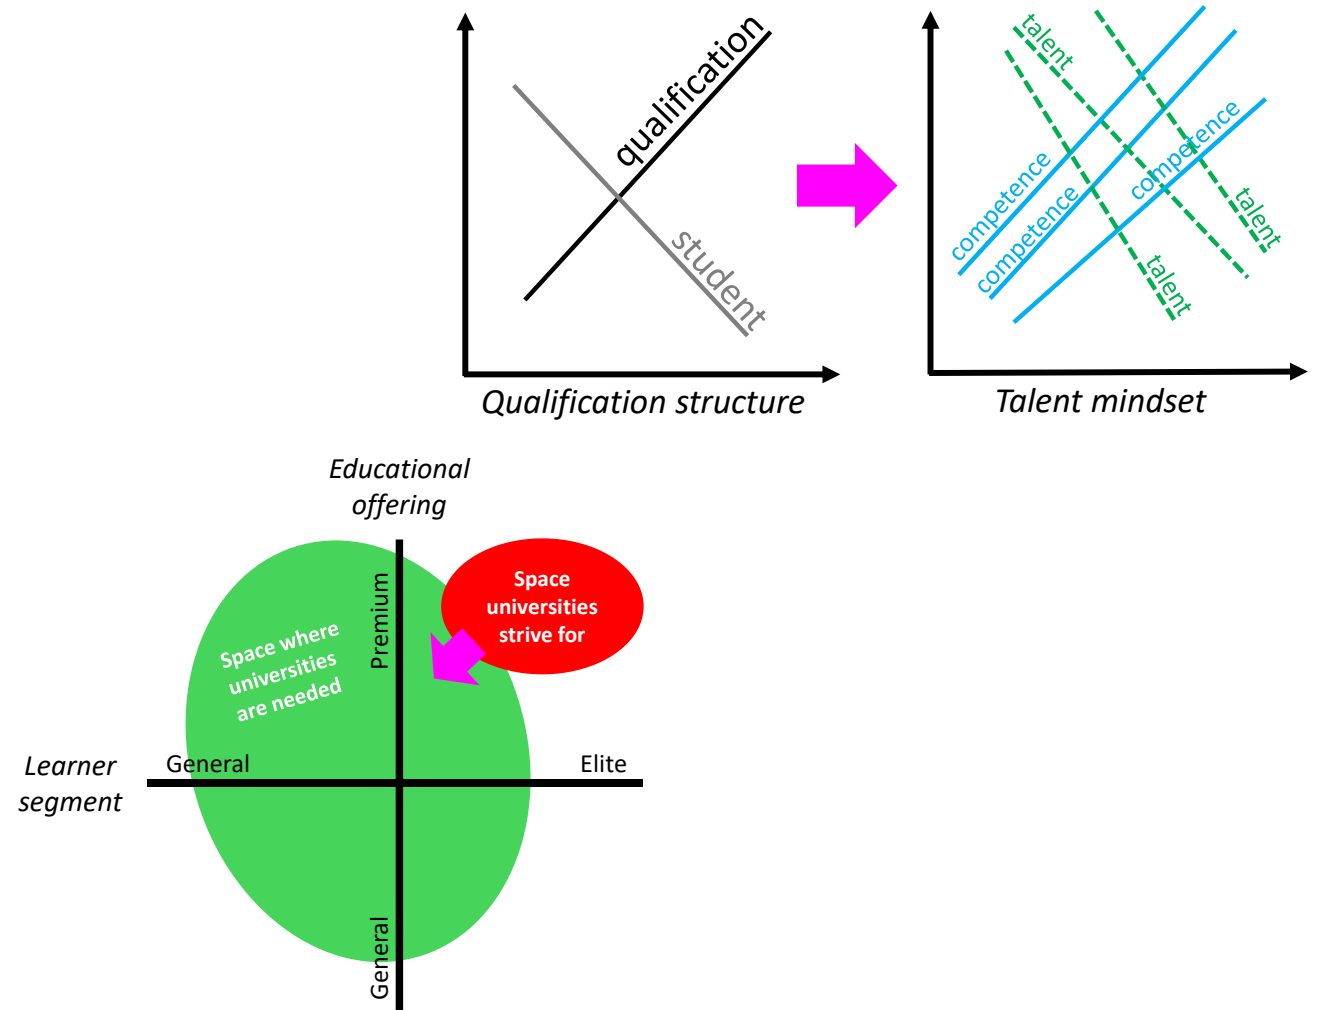 qualification
student
Qualification structure
talent
competence
competence
competence
talent
talent
Talent mindset
Educational
offering
Premium
Space where
universities
are needed
Space
universities
strive for
Learner
segment
General
Elite
General